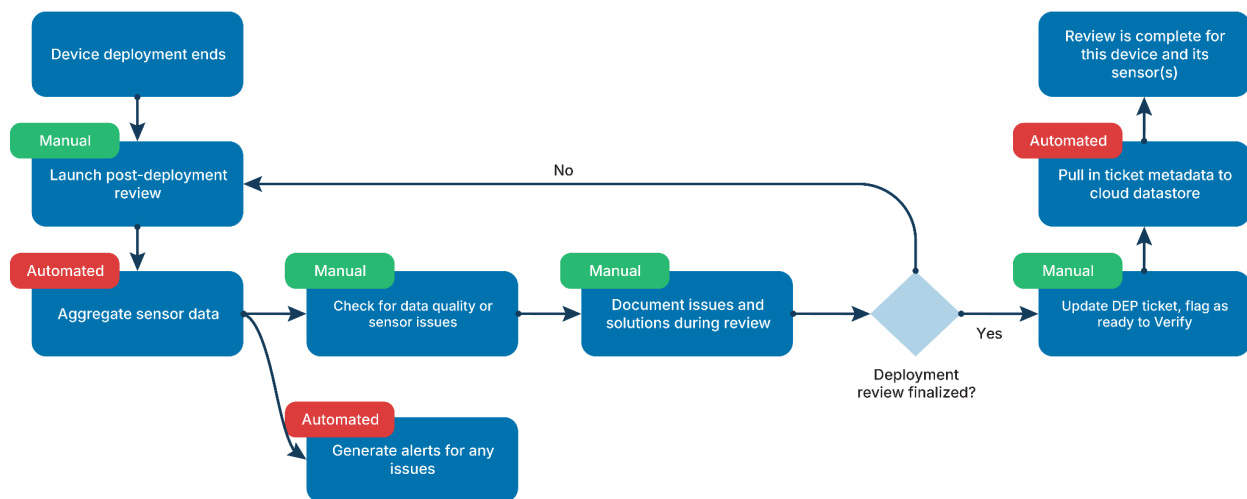 Device deployment ends
Manual
Launch post-deployment
review
Automated
Aggregate sensor data
Manual
Check for data quality or
sensor issues
Automated
Generate alerts for any
issues
Manual
Document issues and
solutions during review
No
Deployment
review finalized?
Yes
Manual
Update DEP ticket, flag as
ready to Verify
Automated
Pull in ticket metadata to
cloud datastore
Review is complete for
this device and its
sensor(s)